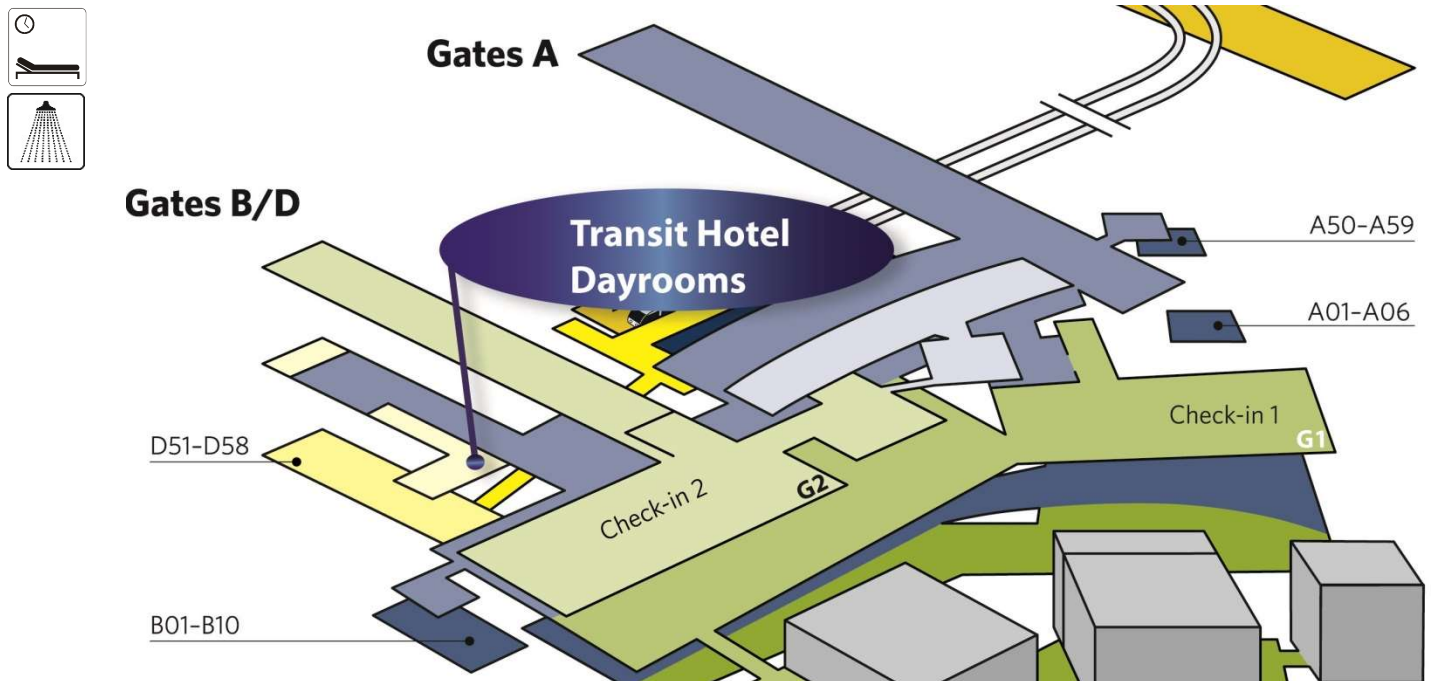 Gates A
Gates B/D
Transit Hotel
Dayrooms
A50–A59
A01–A06
Check-in 1
G1
D51–D58
G2
Check-in 2
B01–B10